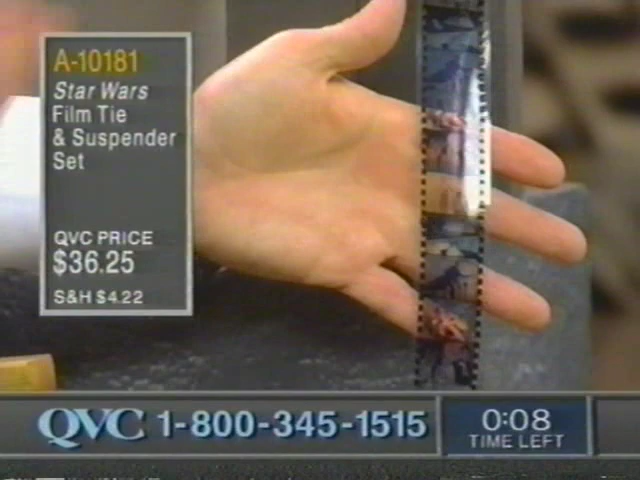 A-10181
Star Wars
Film Tie
& Suspender
Set
QVC PRICE
$36.25
S&H $4.22
QVC 1-800-345-1515
0:08
TIME LEFT